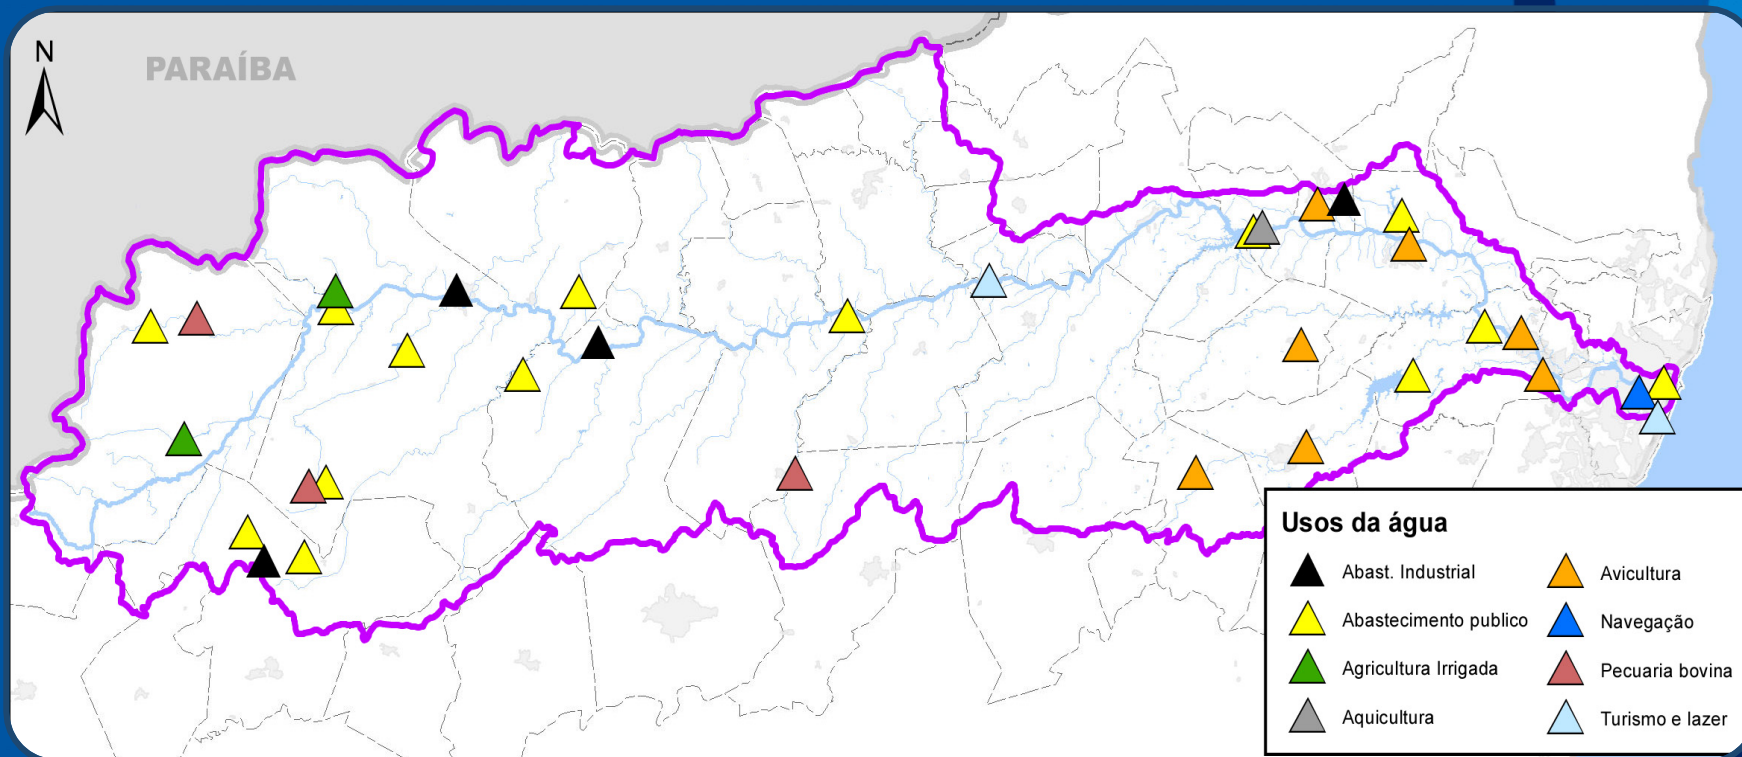 N
PARAÍBA
Usos da água
Abast. Industrial
Abastecimento publico
Agricultura Irrigada
Aquicultura
Avicultura
Navegação
Pecuaria bovina
Turismo e lazer